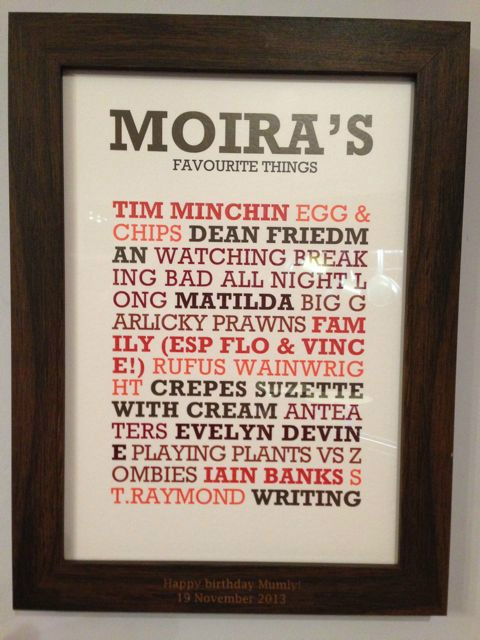 MOIRA'S
FAVOURITE THINGS
TIM MINCHIN EGG &
CHIPS DEAN FRIEDM
AN WATCHING BREAK
ING BAD ALL NIGHT L
ONG MATILDA BIG G
ARLICKY PRAWNS FAM
ILY (ESP FLO & VINC
E!) RUFUS WAINWRIG
HT CREPES SUZETTE
WITH CREAM ANTEA
TERS EVELYN DEVIN
E PLAYING PLANTS VS Z
OMBIES IAIN BANKS S
T.RAYMOND WRITING
Happy birthday Mumly!
19 November 2013